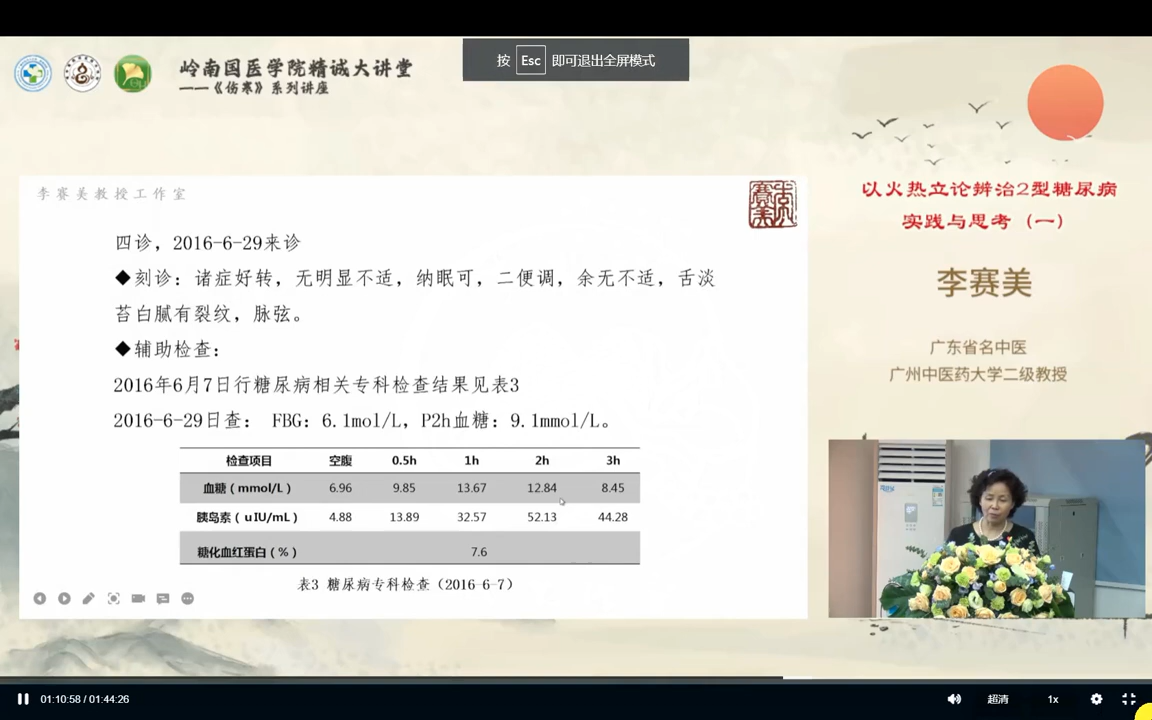 岭南国医学院精诚大讲堂
——《伤寒》系列讲座
按 Esc 即可退出全屏模式
李赛美教授工作室
四诊，2016-6-29来诊
◆刻诊：诸症好转，无明显不适，纳眠可，二便调，余无不适，舌淡
苔白腻有裂纹，脉弦。
◆辅助检查：
2016年6月7日行糖尿病相关专科检查结果见表3
2016-6-29日查： FBG：6.1mol/L，P2h血糖：9.1mmol/L。
检查项目 空腹 0.5h 1h 2h 3h
血糖（mmol/L） 6.96 9.85 13.67 12.84 8.45
胰岛素（uIU/mL） 4.88 13.89 32.57 52.13 44.28
糖化血红蛋白（%） 7.6
表3 糖尿病专科检查（2016-6-7）
以火热立论辨治2型糖尿病
实践与思考（一）
李赛美
广东省名中医
广州中医药大学二级教授
01:10:58 / 01:44:26
超清
1x